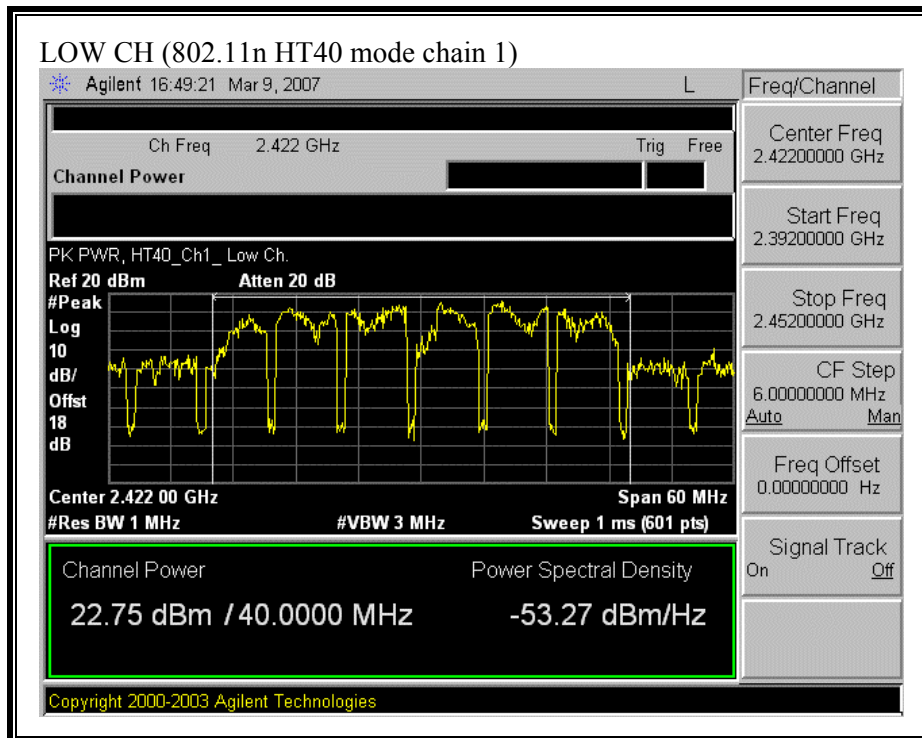 LOW CH (802.11n HT40 mode chain 1)
Agilent 16:49:21 Mar 9, 2007 L
Freq/Channel
Ch Freq 2.422 GHz Trig Free
Channel Power
Center Freq
2.42200000 GHz
Start Freq
2.39200000 GHz
Stop Freq
2.45200000 GHz
CF Step
6.00000000 MHz
Auto Man
Freq Offset
0.00000000 Hz
Signal Track
On Off
PK PWR, HT40_Ch1_ Low Ch.
Ref 20 dBm Atten 20 dB
#Peak
Log
10
dB/
Offst
18
dB
Center 2.422 00 GHz Span 60 MHz
#Res BW 1 MHz #VBW 3 MHz Sweep 1 ms (601 pts)
Channel Power Power Spectral Density
22.75 dBm / 40.0000 MHz -53.27 dBm/Hz
Copyright 2000-2003 Agilent Technologies